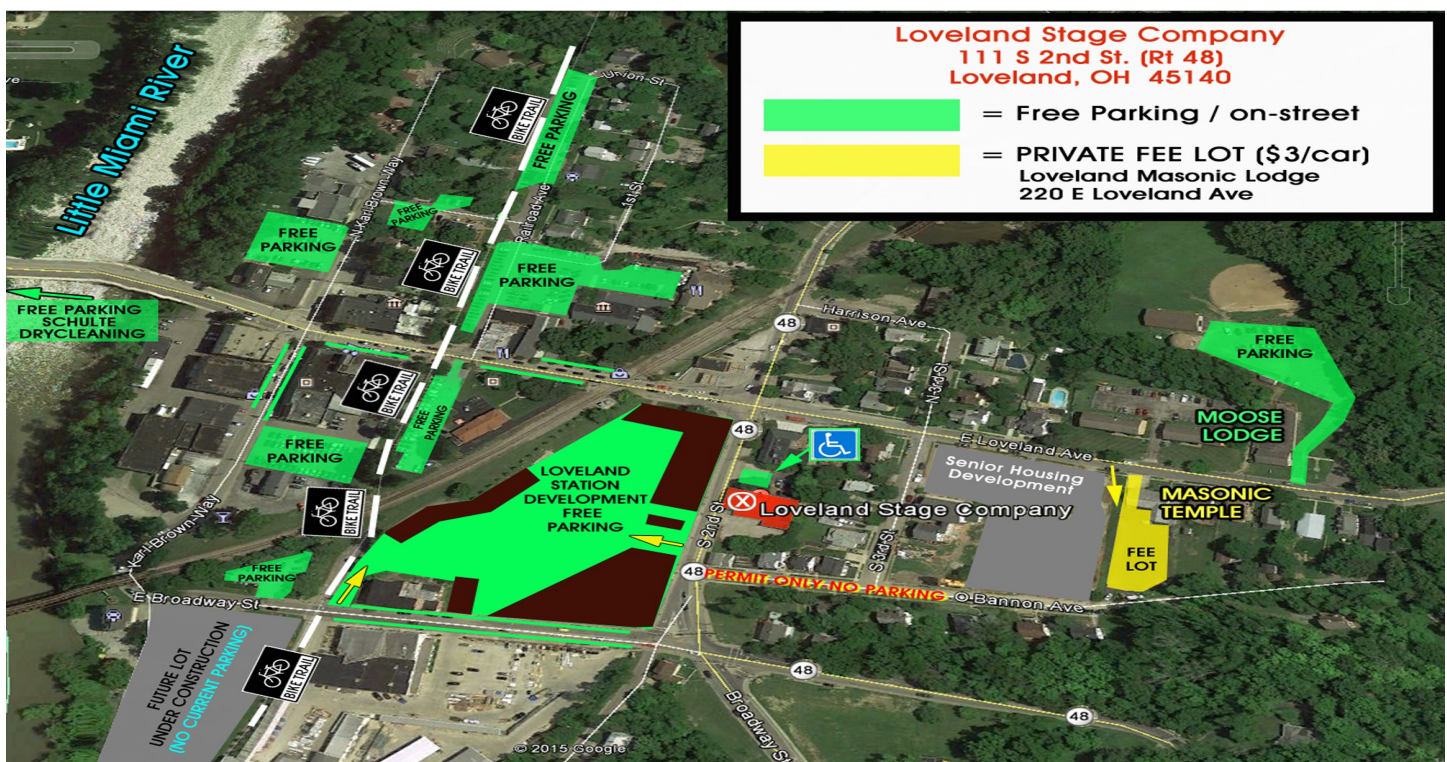 Loveland Stage Company
111 S 2nd St. (Rt 48)
Loveland, OH 45140
= Free Parking / on-street
= PRIVATE FEE LOT ($3/car)
Loveland Masonic Lodge
220 E Loveland Ave
Little Miami River
Union St
BIKE TRAIL
FREE PARKING
N Karl Brown Way
1st St
Railroad Ave
FREE
PARKING
FREE
PARKING
BIKE TRAIL
FREE
PARKING
FREE PARKING
SCHULTE
DRYCLEANING
48
Harrison Ave
FREE
PARKING
N 3rd St
BIKE TRAIL
FREE
PARKING
MOOSE
LODGE
48
E Loveland Ave
FREE
PARKING
LOVELAND
STATION
DEVELOPMENT
FREE
PARKING
Senior Housing
Development
MASONIC
TEMPLE
Loveland Stage Company
S 2nd St
S 3rd St
BIKE TRAIL
Karl Brown Way
FREE
PARKING
FEE
LOT
48
PERMIT ONLY-NO PARKING
O Bannon Ave
E Broadway St
FUTURE LOT
UNDER CONSTRUCTION
(NO CURRENT PARKING)
BIKE TRAIL
48
Broadway St
48
© 2015 Google